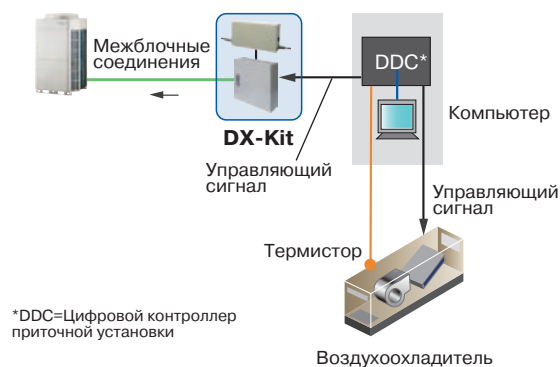 Межблочные
соединения
DX-Kit
Управляющий
сигнал
DDC*
Компьютер
Управляющий
сигнал
Термистор
*DDC=Цифровой контроллер
приточной установки
Воздухоохладитель